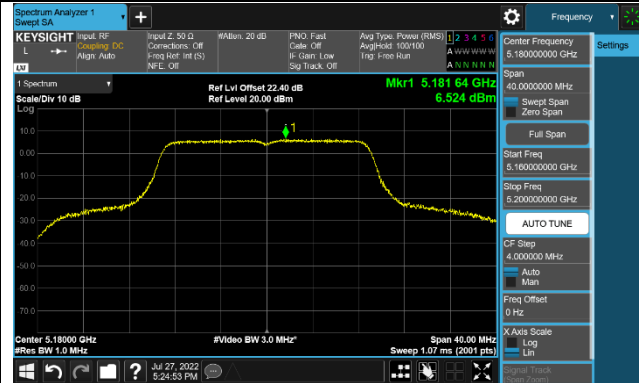 Spectrum Analyzer 1
Swept SA
Frequency
KEYSIGHT Input: RF Input Z: 50 Ω #Atten: 20 dB PNO: Fast Avg Type: Power (RMS) 1 2 3 4 5 6
L Coupling: DC Corrections: Off Gate: Off Avg|Hold: 100/100 A W W W W W
Align: Auto Freq Ref: Int (S) IF Gain: Low Trig: Free Run
NFE: Off Sig Track: Off A N N N N N
LXI
1 Spectrum Ref Lvl Offset 22.40 dB Mkr1 5.181 64 GHz
Scale/Div 10 dB Ref Level 20.00 dBm 6.524 dBm
Log
10.0
1
0.00
-10.0
-20.0
-30.0
-40.0
-50.0
-60.0
-70.0
Center 5.18000 GHz #Video BW 3.0 MHz* Span 40.00 MHz
#Res BW 1.0 MHz Sweep 1.07 ms (2001 pts)
Jul 27, 2022
5:24:53 PM
?
Center Frequency
5.180000000 GHz
Settings
Span
40.0000000 MHz
Swept Span
Zero Span
Full Span
Start Freq
5.160000000 GHz
Stop Freq
5.200000000 GHz
AUTO TUNE
CF Step
4.000000 MHz
Auto
Man
Freq Offset
0 Hz
X Axis Scale
Log
Lin
Signal Track
(Span Zoom)